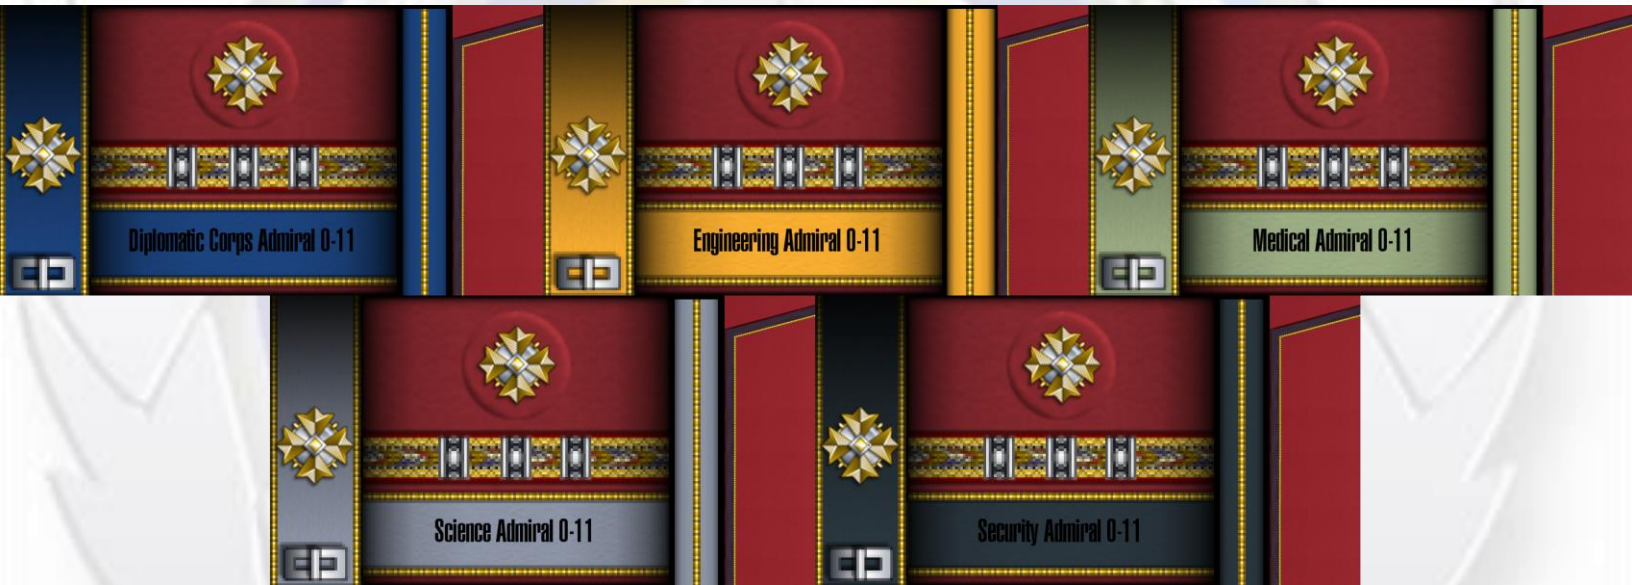 Diplomatic Corps Admiral O-11
Engineering Admiral O-11
Medical Admiral O-11
Science Admiral O-11
Security Admiral O-11